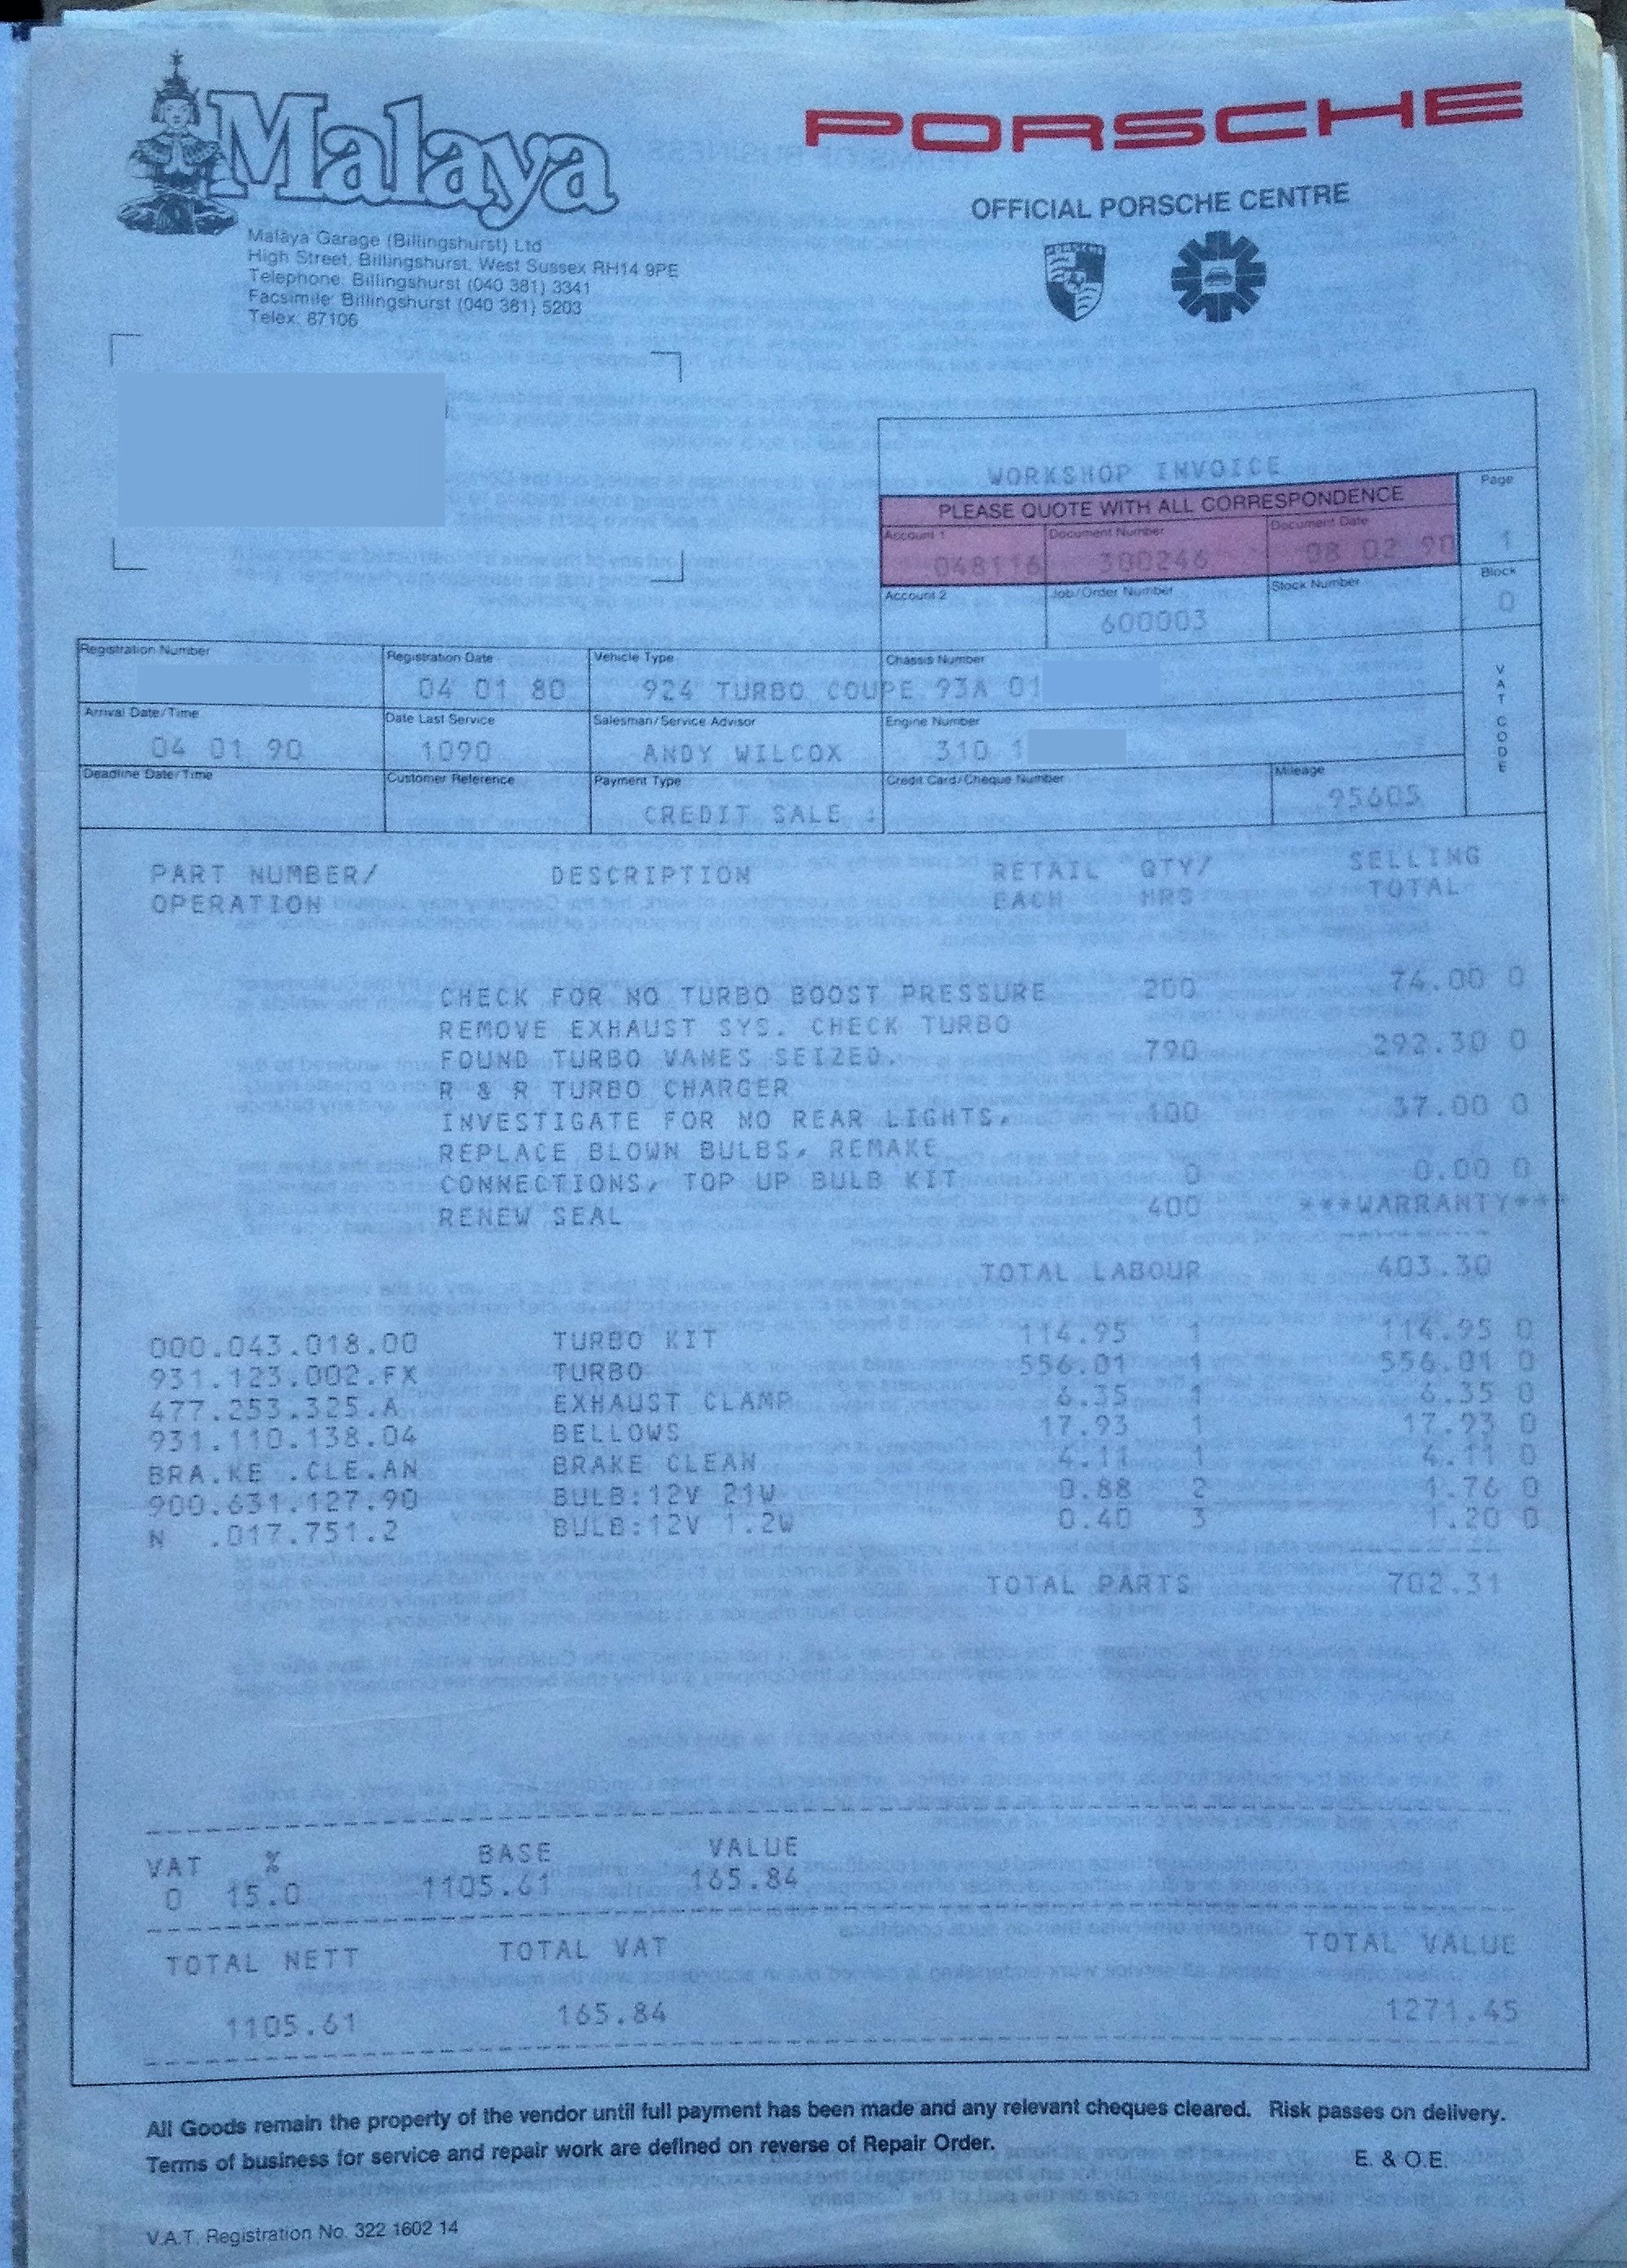 Malaya
PORSCHE
OFFICIAL PORSCHE CENTRE
Malaya Garage (Billingshurst) Ltd
High Street, Billingshurst, West Sussex RH14 9PE
Telephone: Billingshurst (040 381) 3341
Facsimile: Billingshurst (040 381) 5203
Telex: 87106
WORKSHOP INVOICE
PLEASE QUOTE WITH ALL CORRESPONDENCE Page
Account 1 Document Number Document Date
048116 300246 08 02 90 1
Account 2 Job/Order Number Stock Number Block
600003 0
Registration Number Registration Date Vehicle Type Chassis Number VAT CODE
04 01 80 924 TURBO COUPE 93A 01
Arrival Date/Time Date Last Service Salesman/Service Advisor Engine Number
04 01 90 1090 ANDY WILCOX 310 1
Deadline Date/Time Customer Reference Payment Type Credit Card/Cheque Number Mileage
CREDIT SALE : 95605
PART NUMBER/ DESCRIPTION RETAIL QTY/ SELLING
OPERATION EACH HRS TOTAL
CHECK FOR NO TURBO BOOST PRESSURE 200 74.00 0
REMOVE EXHAUST SYS. CHECK TURBO
FOUND TURBO VANES SEIZED. 790 292.30 0
R & R TURBO CHARGER
INVESTIGATE FOR NO REAR LIGHTS, 100 37.00 0
REPLACE BLOWN BULBS, REMAKE
CONNECTIONS, TOP UP BULB KIT 0 0.00 0
RENEW SEAL 400 ***WARRANTY**
TOTAL LABOUR 403.30
000.043.018.00 TURBO KIT 114.95 1 114.95 0
931.123.002.FX TURBO 556.01 1 556.01 0
477.253.325.A EXHAUST CLAMP 6.35 1 6.35 0
931.110.138.04 BELLOWS 17.93 1 17.93 0
BRA.KE .CLE.AN BRAKE CLEAN 4.11 1 4.11 0
900.631.127.90 BULB:12V 21W 0.88 2 1.76 0
N .017.751.2 BULB:12V 1.2W 0.40 3 1.20 0
TOTAL PARTS 702.31
VAT % BASE VALUE
0 15.0 1105.61 165.84
TOTAL NETT TOTAL VAT TOTAL VALUE
1105.61 165.84 1271.45
All Goods remain the property of the vendor until full payment has been made and any relevant cheques cleared. Risk passes on delivery.
Terms of business for service and repair work are defined on reverse of Repair Order. E. & O.E.
V.A.T. Registration No. 322 1602 14